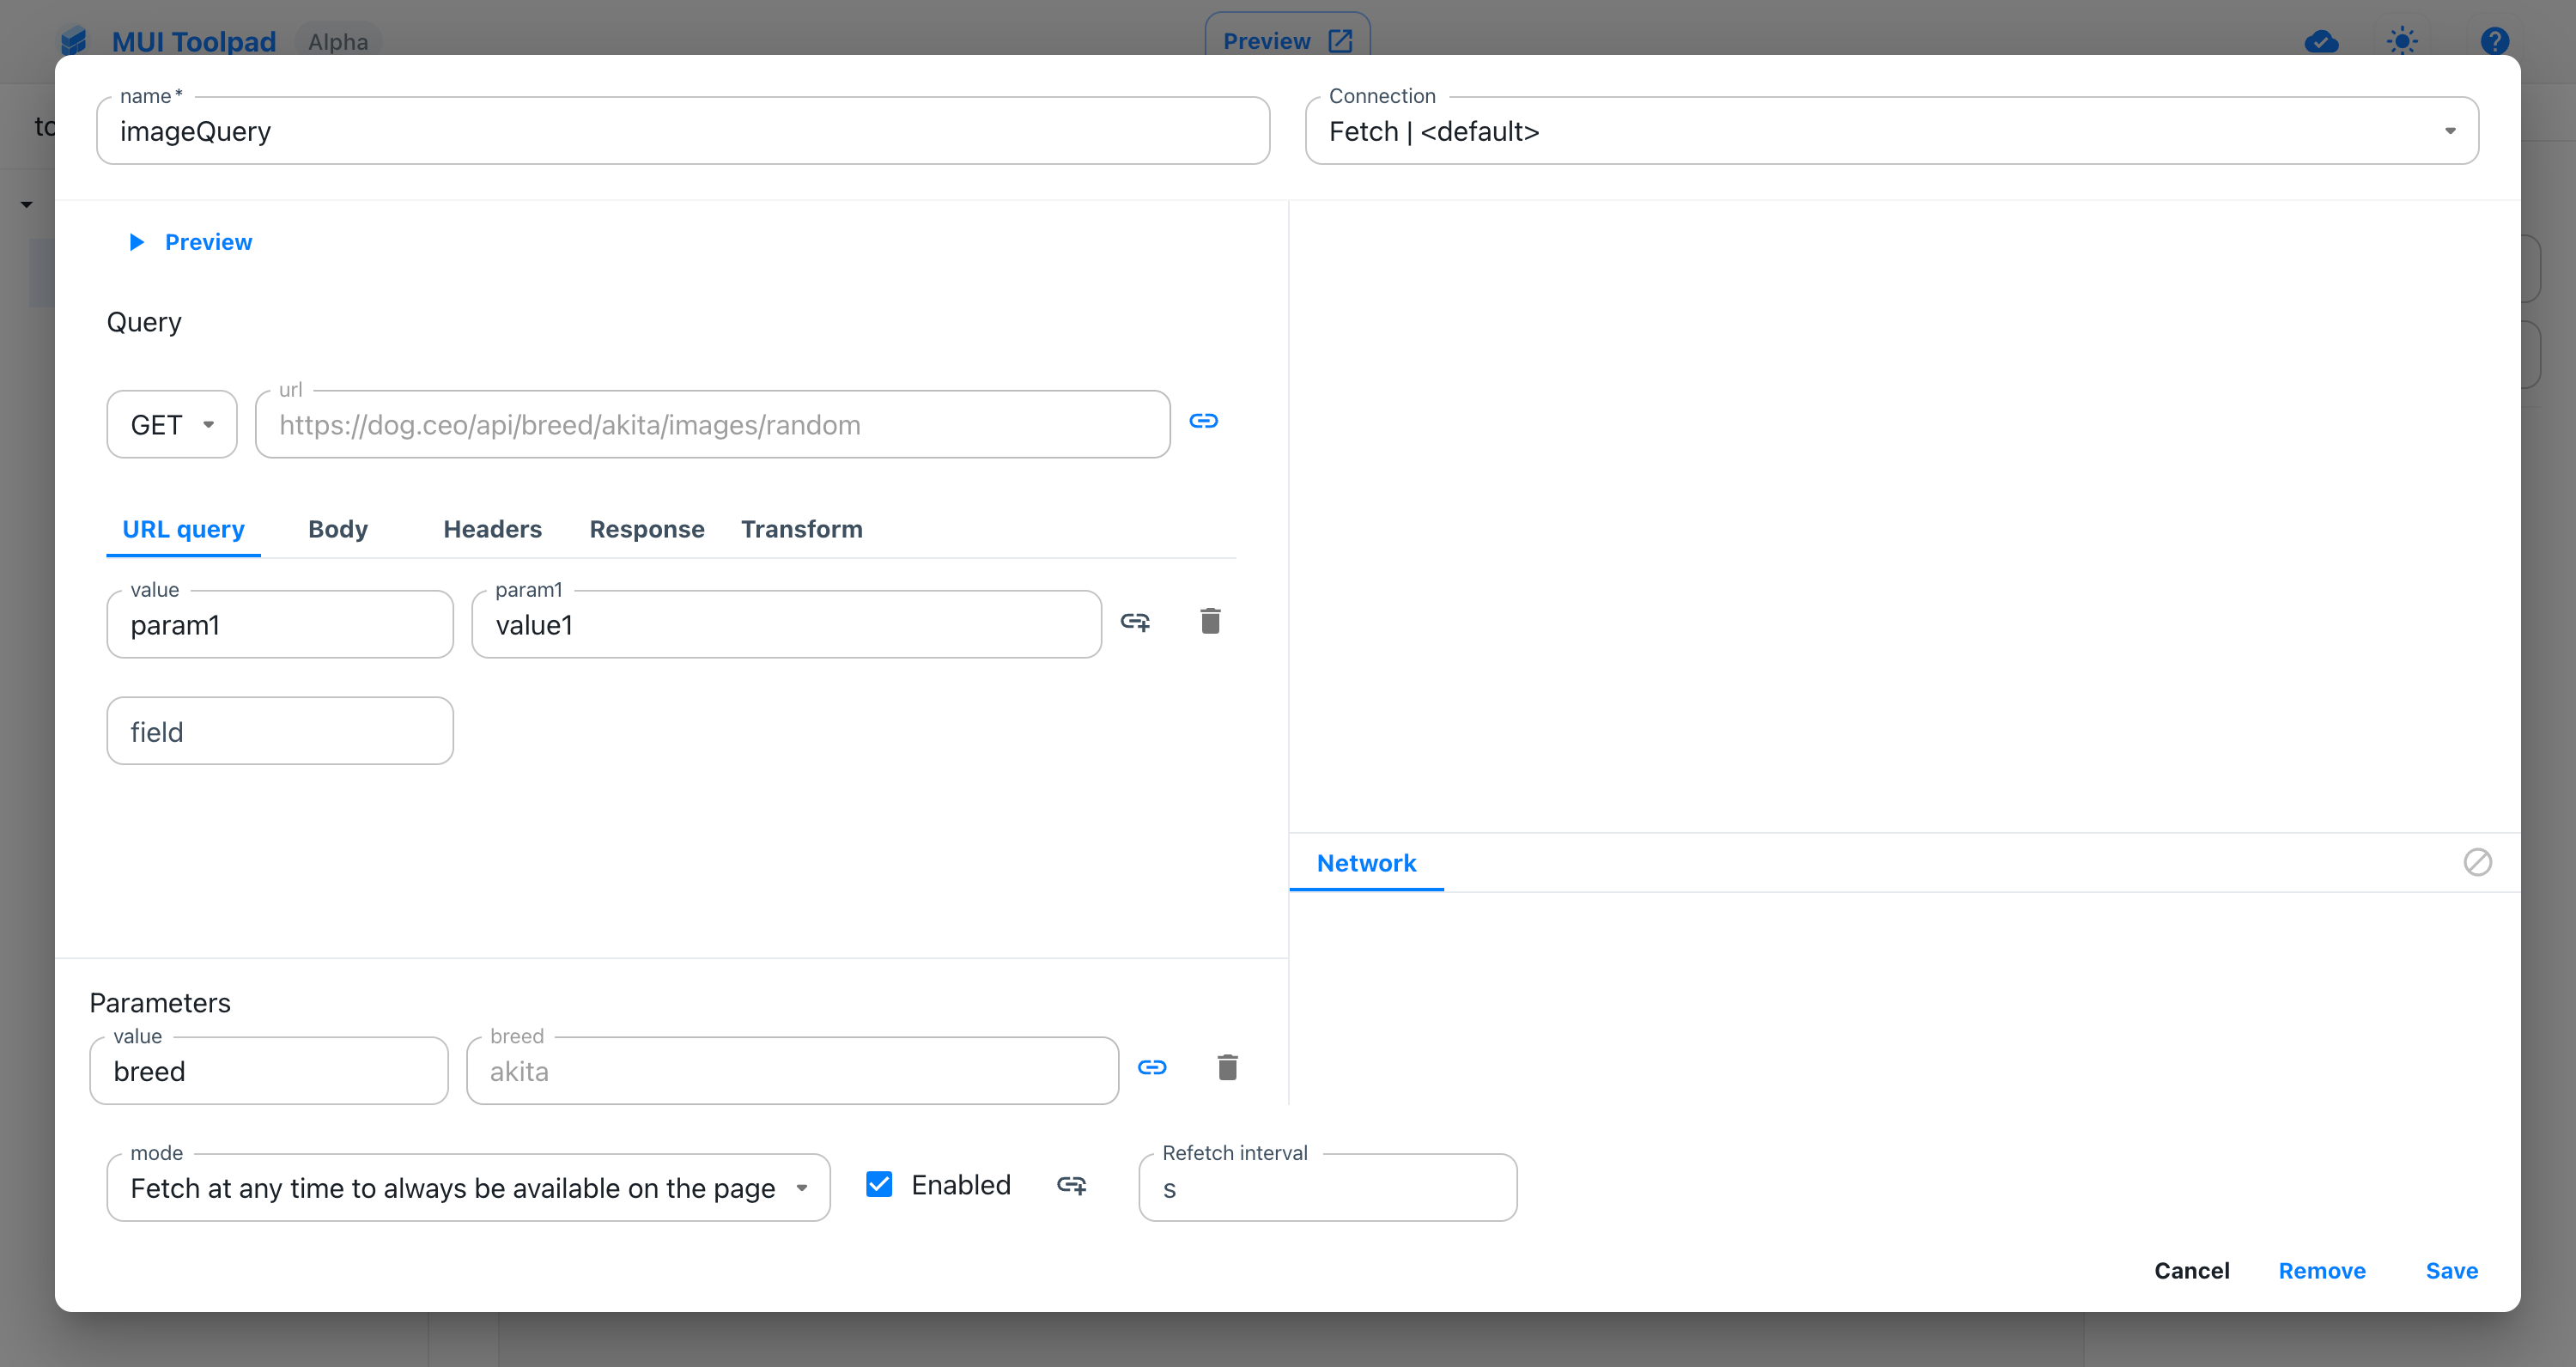 MUI Toolpad Alpha Preview
name *
imageQuery
Connection
Fetch | <default>
Preview
Query
GET
url
https://dog.ceo/api/breed/akita/images/random
URL query Body Headers Response Transform
value
param1
param1
value1
field
Network
Parameters
value
breed
breed
akita
mode
Fetch at any time to always be available on the page
Enabled
Refetch interval
s
Cancel Remove Save